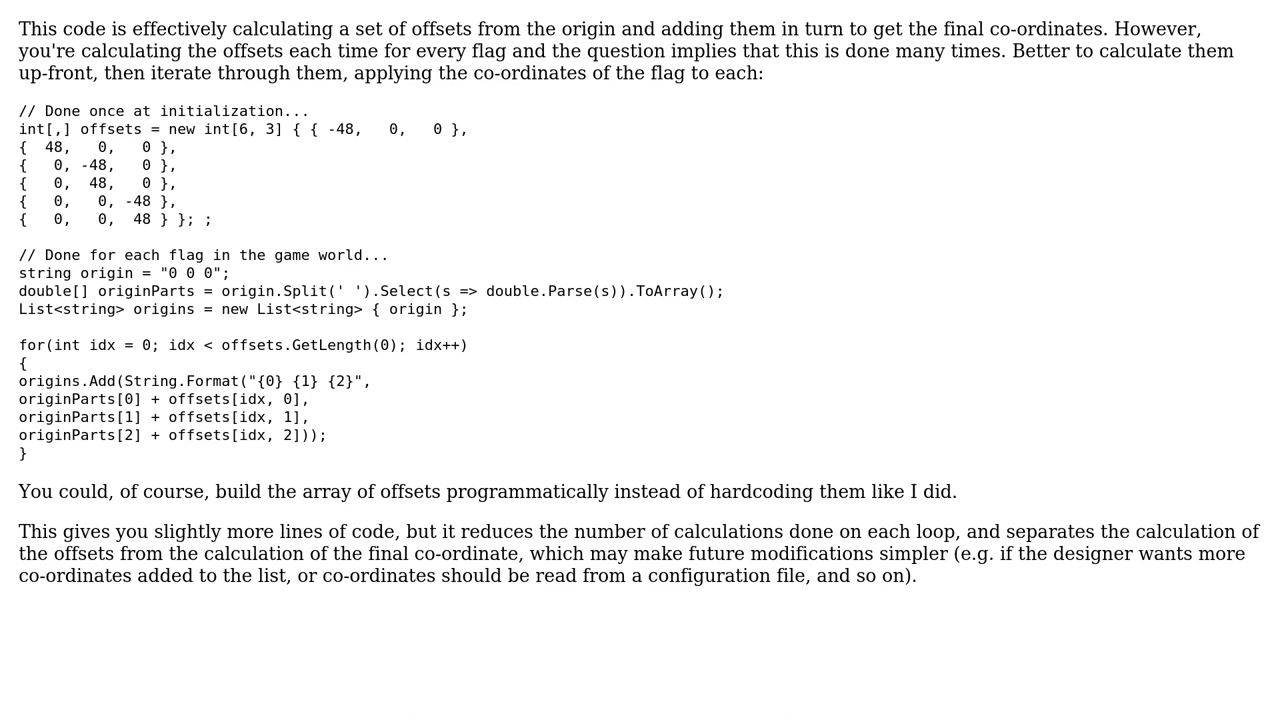 This code is effectively calculating a set of offsets from the origin and adding them in turn to get the final co-ordinates. However,
you're calculating the offsets each time for every flag and the question implies that this is done many times. Better to calculate them
up-front, then iterate through them, applying the co-ordinates of the flag to each:
// Done once at initialization...
int[,] offsets = new int[6, 3] { { -48,   0,   0 },
{  48,   0,   0 },
{   0, -48,   0 },
{   0,  48,   0 },
{   0,   0, -48 },
{   0,   0,  48 } }; ;
// Done for each flag in the game world...
string origin = "0 0 0";
double[] originParts = origin.Split(' ').Select(s => double.Parse(s)).ToArray();
List<string> origins = new List<string> { origin };
for(int idx = 0; idx < offsets.GetLength(0); idx++)
{
origins.Add(String.Format("{0} {1} {2}",
originParts[0] + offsets[idx, 0],
originParts[1] + offsets[idx, 1],
originParts[2] + offsets[idx, 2]));
}
You could, of course, build the array of offsets programmatically instead of hardcoding them like I did.
This gives you slightly more lines of code, but it reduces the number of calculations done on each loop, and separates the calculation of
the offsets from the calculation of the final co-ordinate, which may make future modifications simpler (e.g. if the designer wants more
co-ordinates added to the list, or co-ordinates should be read from a configuration file, and so on).